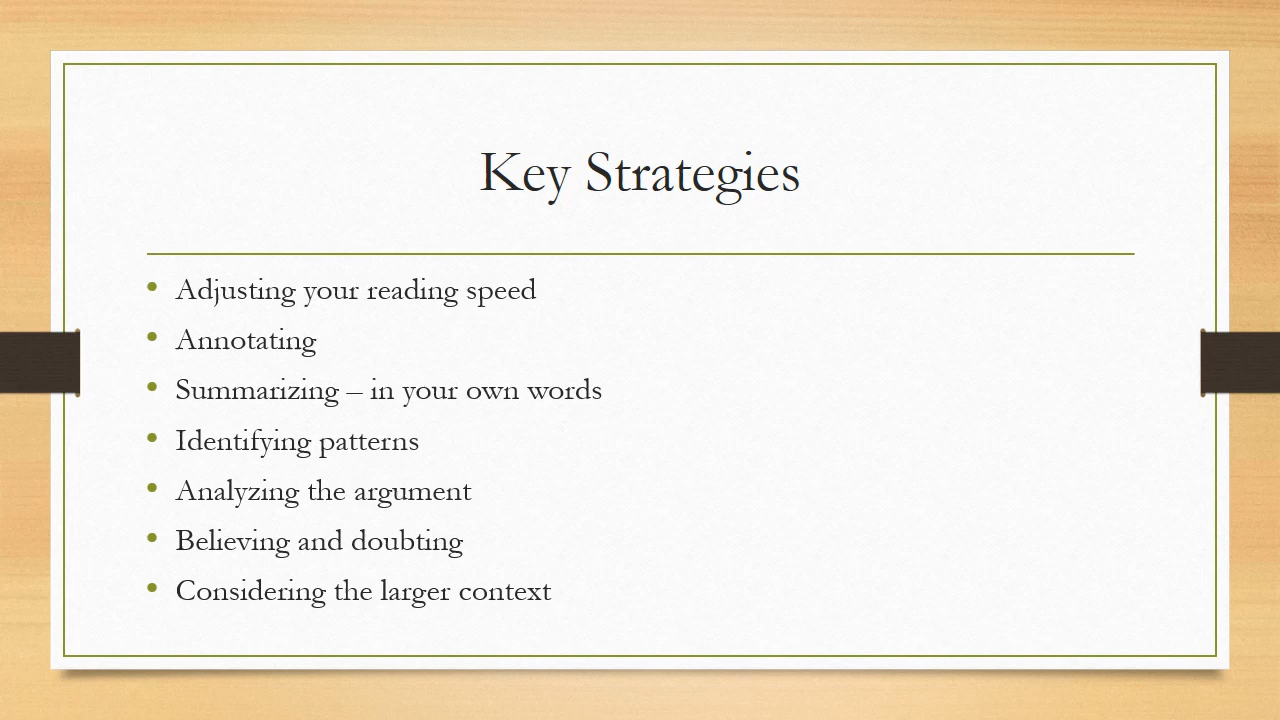 Key Strategies
• Adjusting your reading speed
• Annotating
• Summarizing – in your own words
• Identifying patterns
• Analyzing the argument
• Believing and doubting
• Considering the larger context